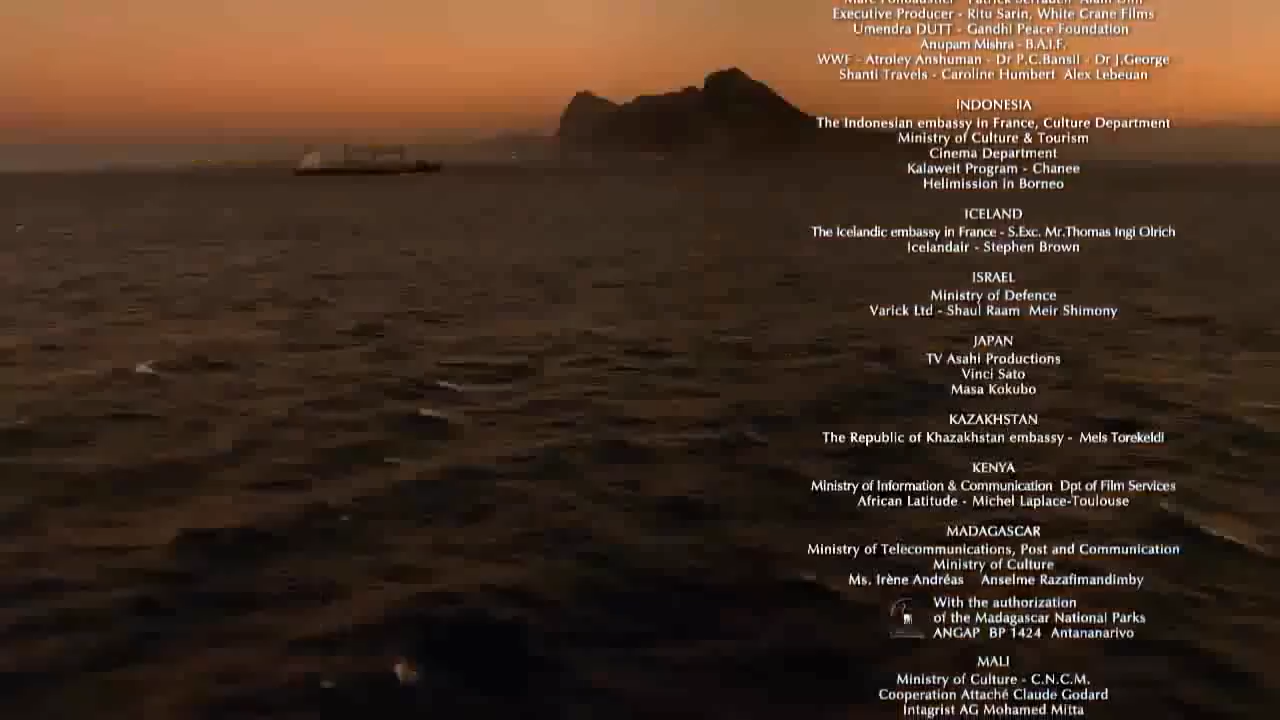 Executive Producer - Ritu Sarin, White Crane Films
Umendra DUTT - Gandhi Peace Foundation
Anupam Mishra - B.A.I.F.
WWF - Atroley Anshuman - Dr P.C.Bansil - Dr J.George
Shanti Travels - Caroline Humbert Alex Lebeuan
INDONESIA
The Indonesian embassy in France, Culture Department
Ministry of Culture & Tourism
Cinema Department
Kalaweit Program - Chanee
Helimission in Borneo
ICELAND
The Icelandic embassy in France - S.Exc. Mr.Thomas Ingi Olrich
Icelandair - Stephen Brown
ISRAEL
Ministry of Defence
Varick Ltd - Shaul Raam Meir Shimony
JAPAN
TV Asahi Productions
Vinci Sato
Masa Kokubo
KAZAKHSTAN
The Republic of Khazakhstan embassy - Mels Torekeldi
KENYA
Ministry of Information & Communication Dpt of Film Services
African Latitude - Michel Laplace-Toulouse
MADAGASCAR
Ministry of Telecommunications, Post and Communication
Ministry of Culture
Ms. Irène Andréas Anselme Razafimandimby
With the authorization
of the Madagascar National Parks
ANGAP BP 1424 Antananarivo
MALI
Ministry of Culture - C.N.C.M.
Cooperation Attaché Claude Godard
Intagrist AG Mohamed Mitta